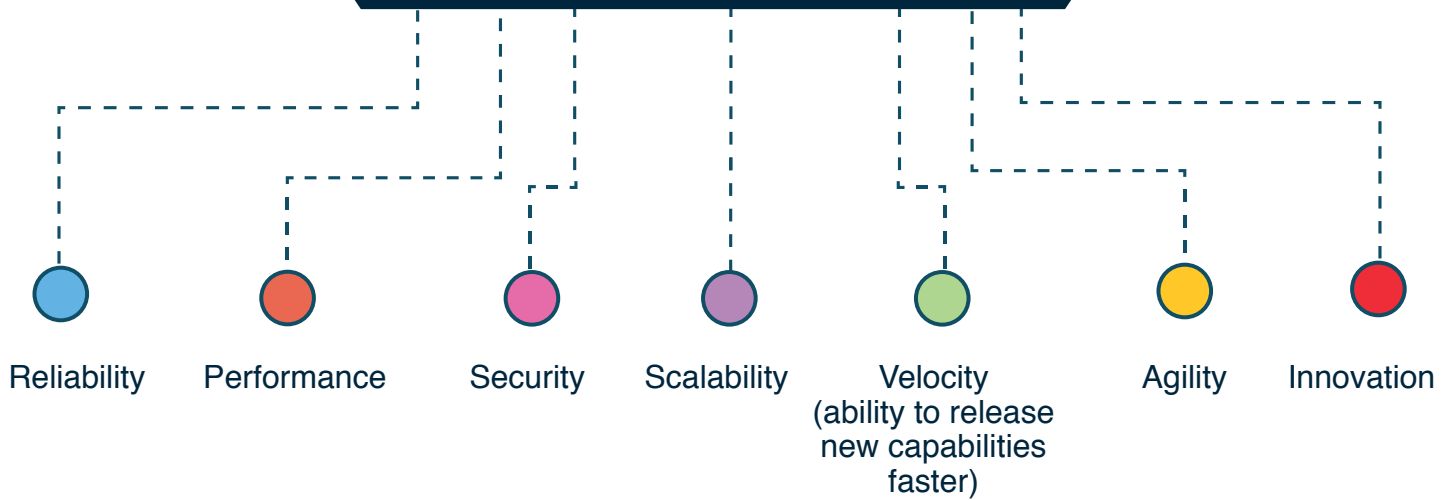 Reliability
Performance
Security
Scalability
Velocity
(ability to release
new capabilities
faster)
Agility
Innovation